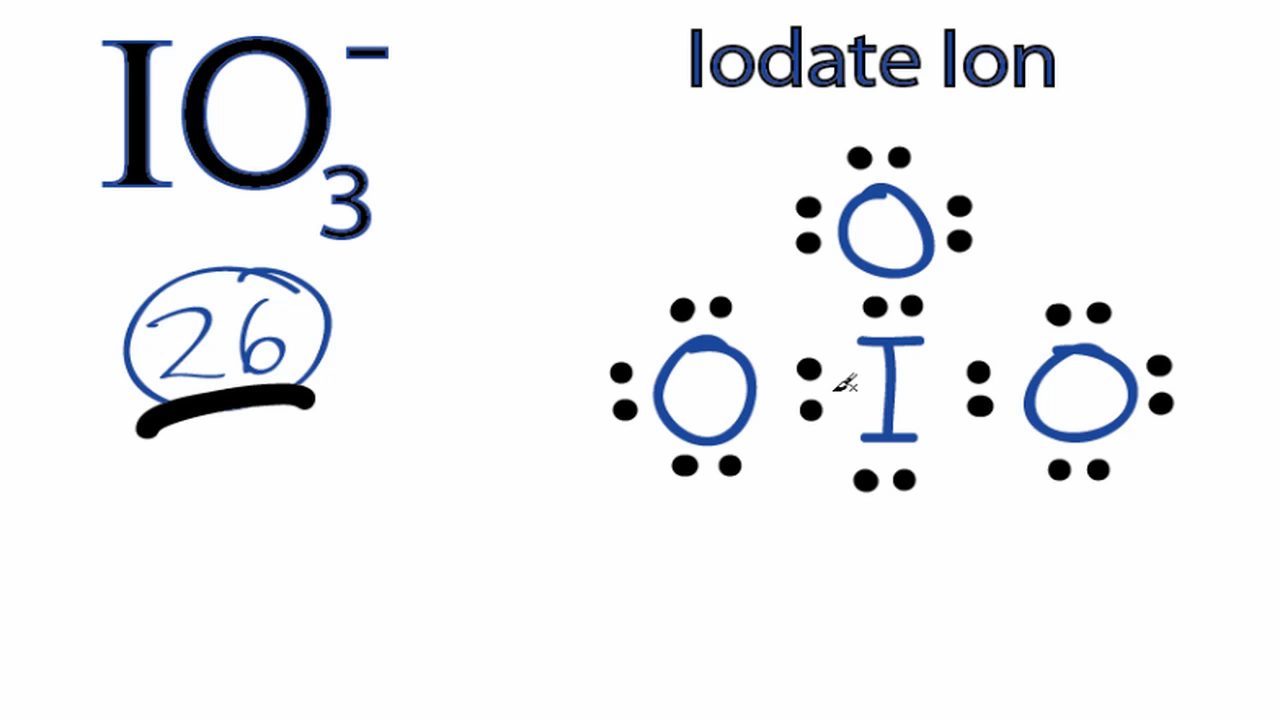 IO₃⁻
Iodate Ion
26
O
O I O